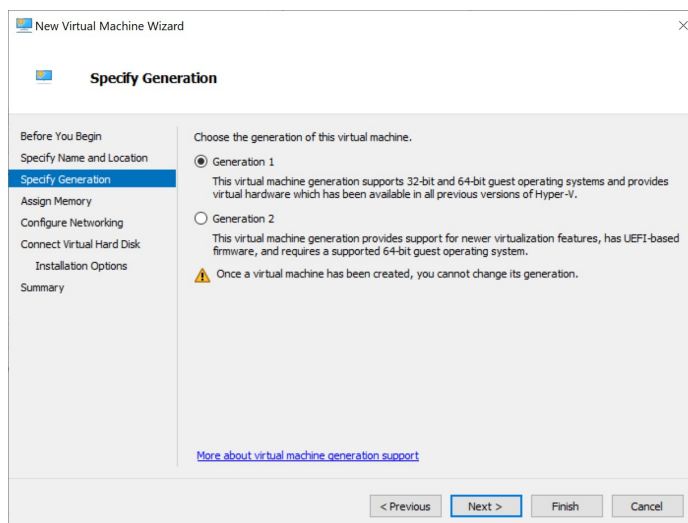 New Virtual Machine Wizard
Specify Generation
Before You Begin
Specify Name and Location
Specify Generation
Assign Memory
Configure Networking
Connect Virtual Hard Disk
Installation Options
Summary
Choose the generation of this virtual machine.
Generation 1
This virtual machine generation supports 32-bit and 64-bit guest operating systems and provides
virtual hardware which has been available in all previous versions of Hyper-V.
Generation 2
This virtual machine generation provides support for newer virtualization features, has UEFI-based
firmware, and requires a supported 64-bit guest operating system.
Once a virtual machine has been created, you cannot change its generation.
More about virtual machine generation support
< Previous
Next >
Finish
Cancel